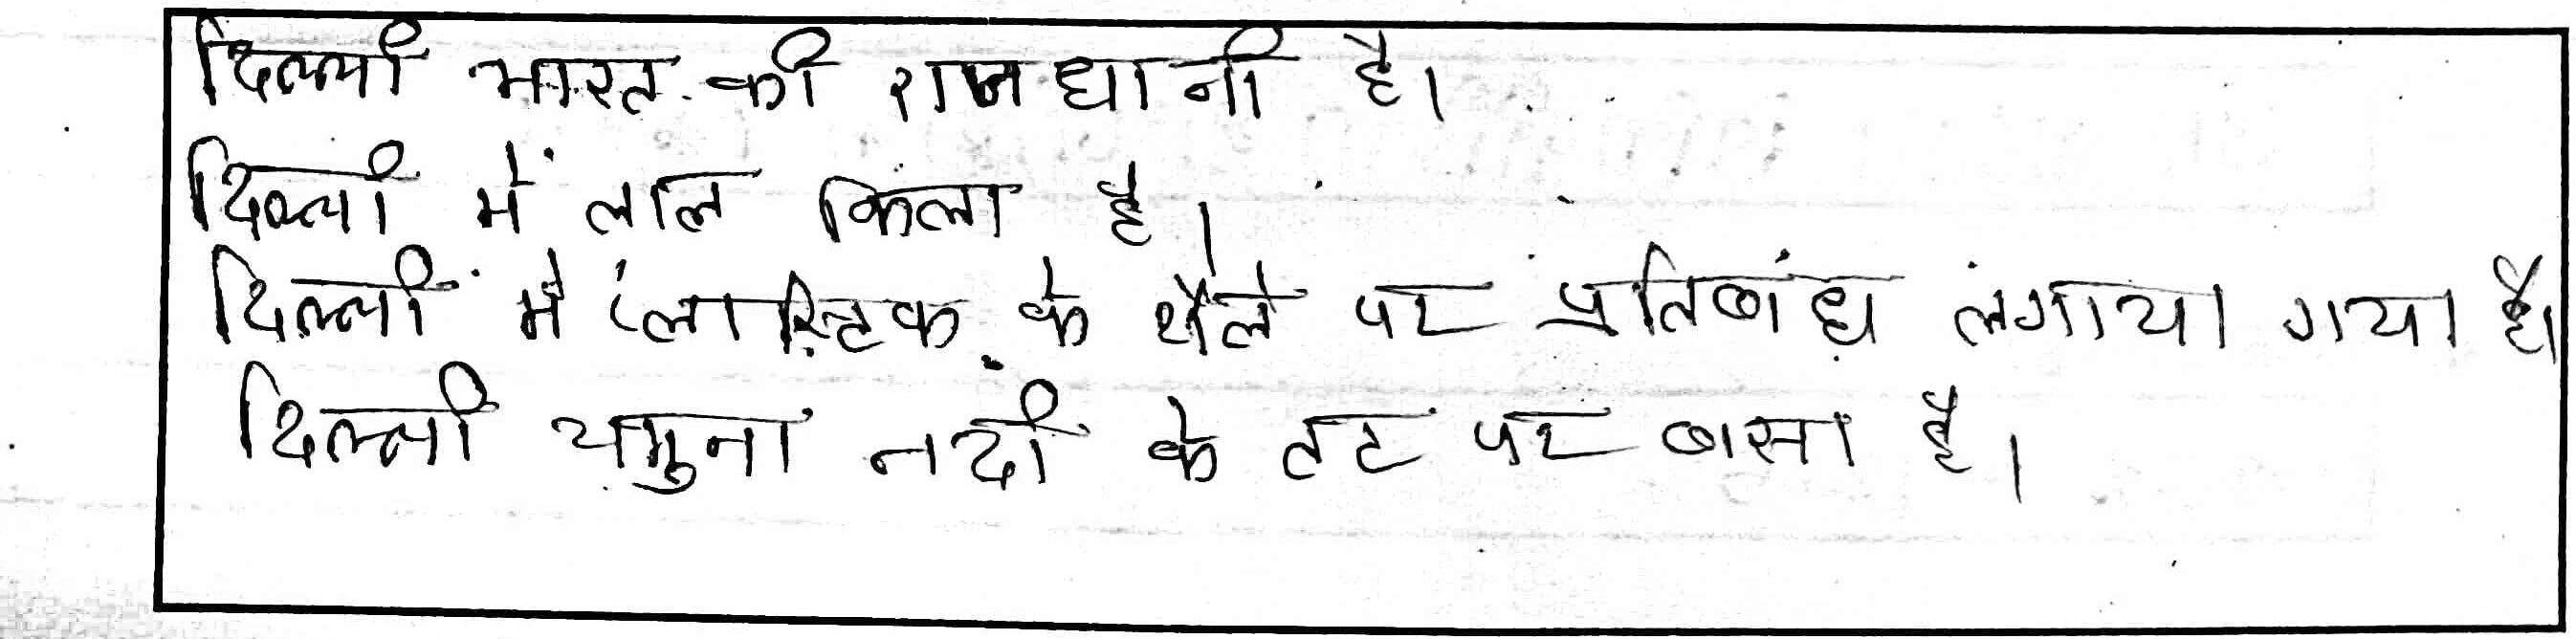 दिल्ली भारत की राजधानी है।
दिल्ली में लाल किला है।
दिल्ली में प्लास्टिक के थैले पर प्रतिबंध लगाया गया है।
दिल्ली यमुना नदी के तट पर बसा है।